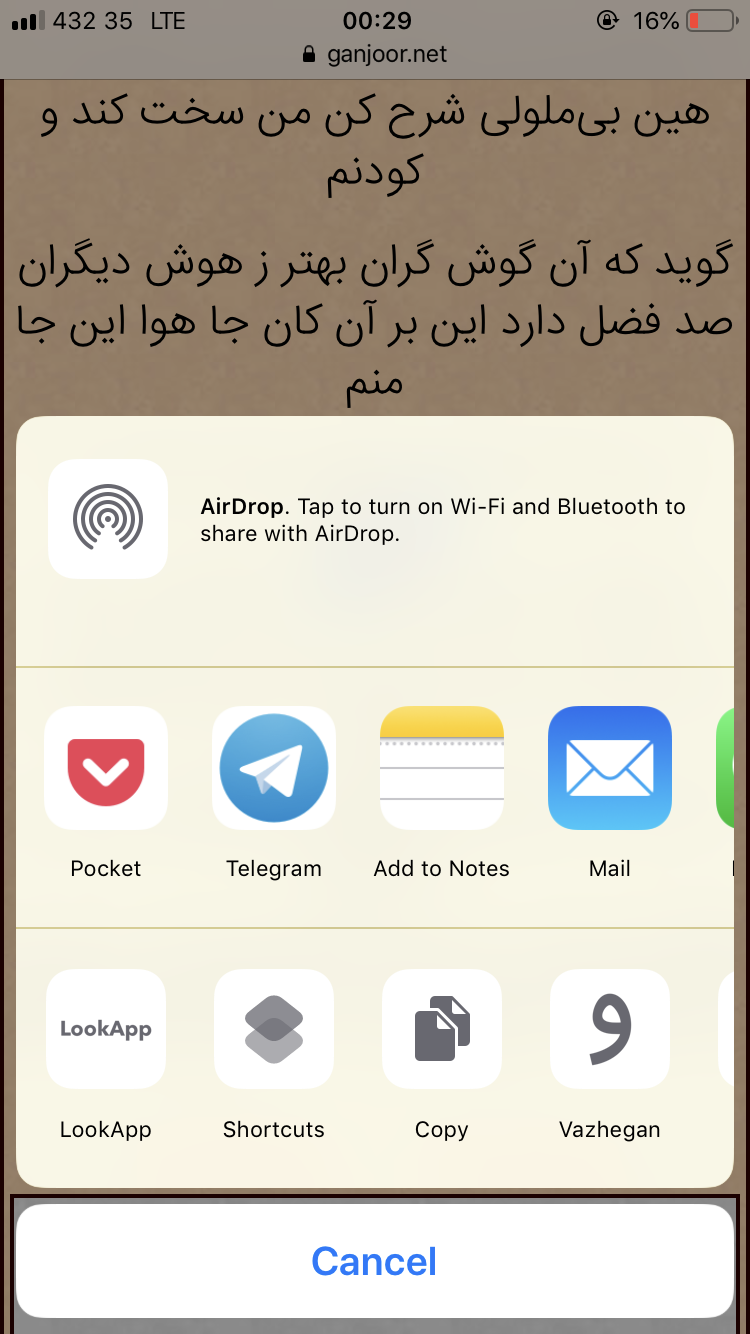 432 35 LTE 00:29 16%
ganjoor.net
هین بی‌ملولی شرح کن من سخت کند و
کودنم
گوید که آن گوش گران بهتر ز هوش دیگران
صد فضل دارد این بر آن کان جا هوا این جا
منم
AirDrop. Tap to turn on Wi-Fi and Bluetooth to
share with AirDrop.
Pocket Telegram Add to Notes Mail
LookApp و
LookApp Shortcuts Copy Vazhegan
Cancel